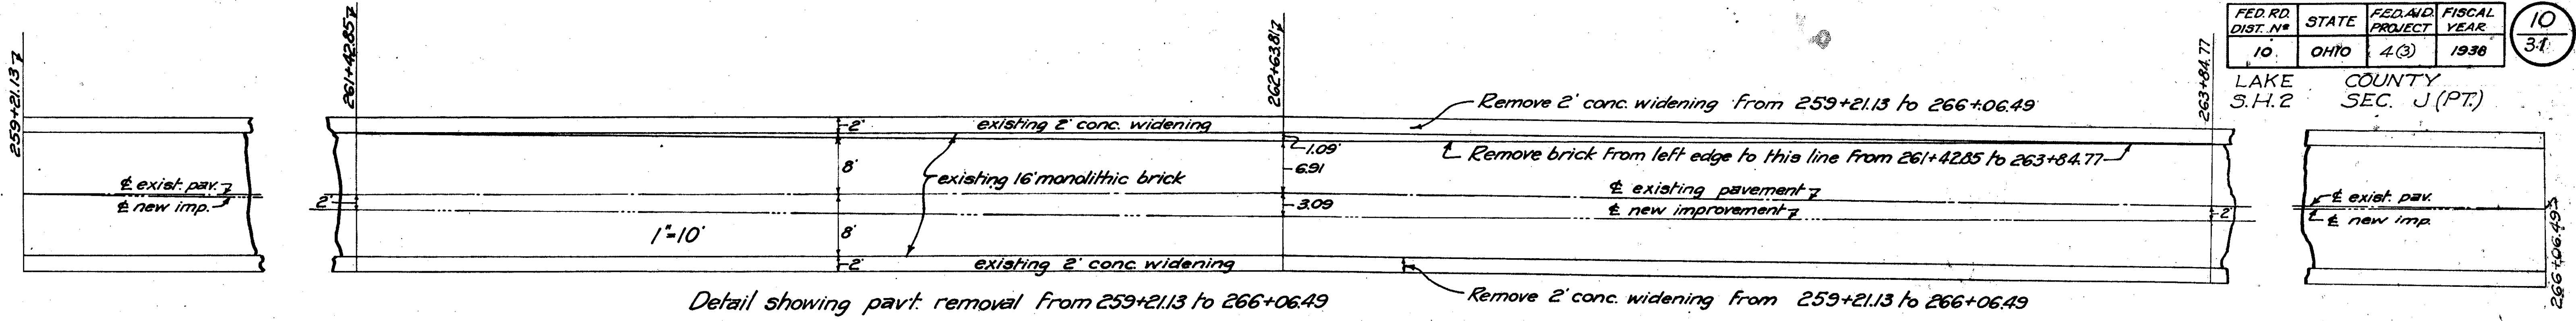 FED. RD. DIST. Nº STATE FED. AID. PROJECT FISCAL YEAR
10 OHIO 4(3) 1938
10
31
LAKE COUNTY
S.H.2 SEC. J (PT.)
259+21.13
261+42.85
262+63.81
263+84.77
266+06.49
Remove 2' conc. widening from 259+21.13 to 266+06.49
2' existing 2' conc. widening
1.09'
Remove brick from left edge to this line from 261+42.85 to 263+84.77
8'
6.91
existing 16' monolithic brick
℄ exist. pav.
℄ new imp.
2'
3.09
℄ existing pavement
℄ new improvement
2'
℄ exist. pav.
℄ new imp.
1"=10'
8'
2' existing 2' conc. widening
Detail showing pav't. removal from 259+21.13 to 266+06.49
Remove 2' conc. widening from 259+21.13 to 266+06.49